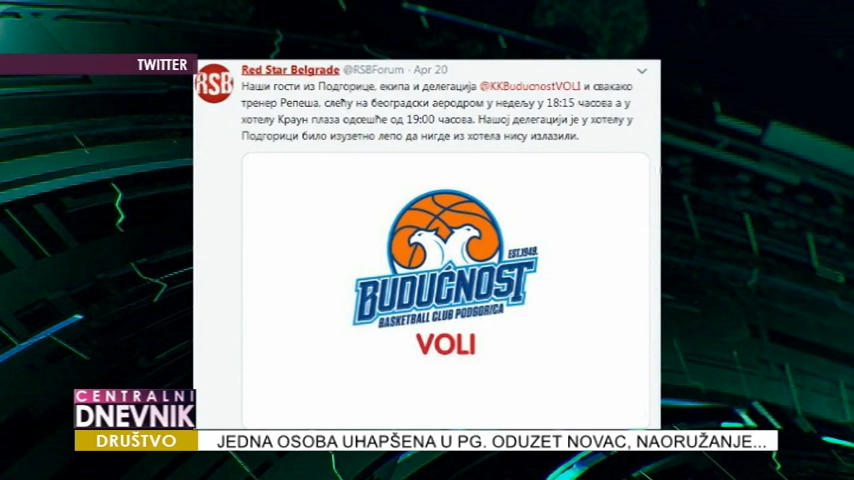 TWITTER
RSB
Red Star Belgrade @RSBForum · Apr 20
Наши гости из Подгорице, екипа и делегација @KKBuducnostVOLI и свакако
тренер Репеша, слећу на београдски аеродром у недељу у 18:15 часова а у
хотелу Краун плаза одсешће од 19:00 часова. Нашој делегацији је у хотелу у
Подгорици било изузетно лепо да нигде из хотела нису излазили.
EST.1949.
BUDUĆNOST
BASKETBALL CLUB PODGORICA
VOLI
CENTRALNI
DNEVNIK
DRUŠTVO
JEDNA OSOBA UHAPŠENA U PG. ODUZET NOVAC, NAORUŽANJE...